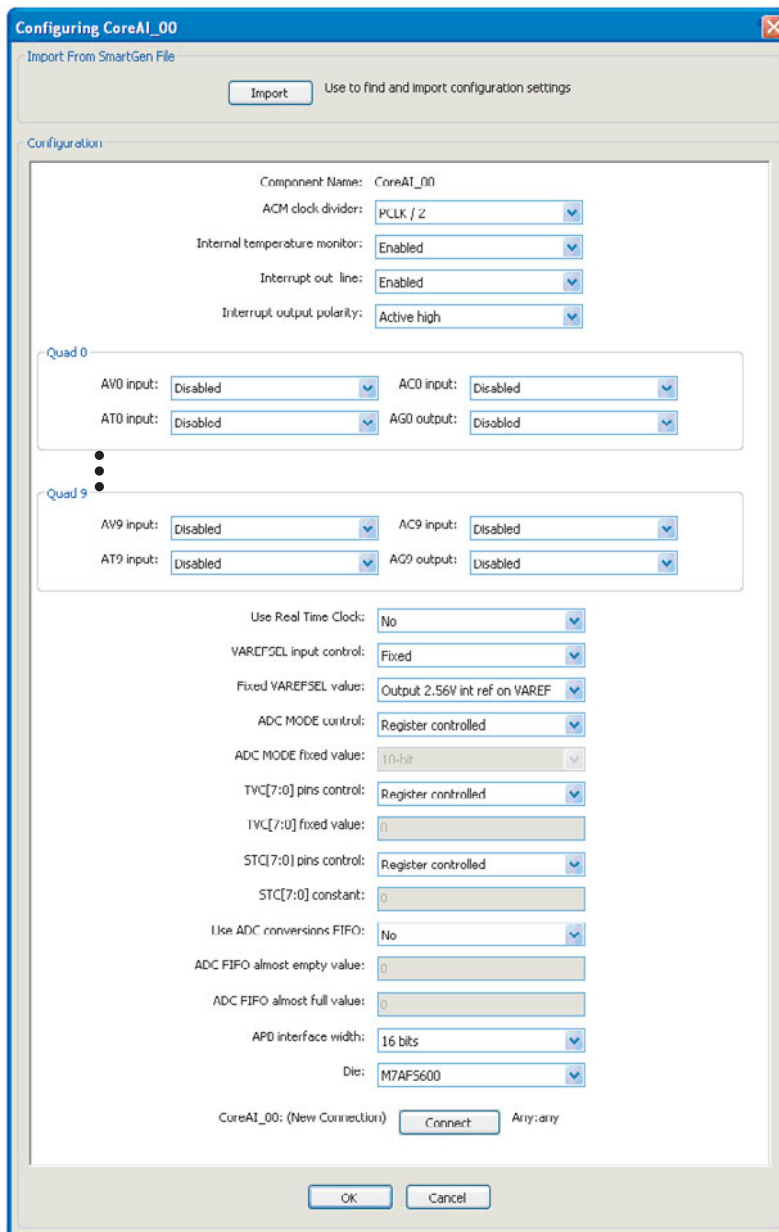 Configuring CoreAI_00
Import From SmartGen File
Import Use to find and import configuration settings
Configuration
Component Name: CoreAI_00
ACM clock divider: PCLK / 2
Internal temperature monitor: Enabled
Interrupt out line: Enabled
Interrupt output polarity: Active high
Quad 0
AV0 input: Disabled AC0 input: Disabled
AT0 input: Disabled AG0 output: Disabled
Quad 9
AV9 input: Disabled AC9 input: Disabled
AT9 input: Disabled AG9 output: Disabled
Use Real Time Clock: No
VAREFSEL input control: Fixed
Fixed VAREFSEL value: Output 2.56V int ref on VAREF
ADC MODE control: Register controlled
ADC MODE fixed value: 10-bit
TVC[7:0] pins control: Register controlled
TVC[7:0] fixed value: 0
STC[7:0] pins control: Register controlled
STC[7:0] constant: 0
Use ADC conversions FIFO: No
ADC FIFO almost empty value: 0
ADC FIFO almost full value: 0
APB interface width: 16 bits
Die: M7AFS600
CoreAI_00: (New Connection) Connect Any:any
OK Cancel